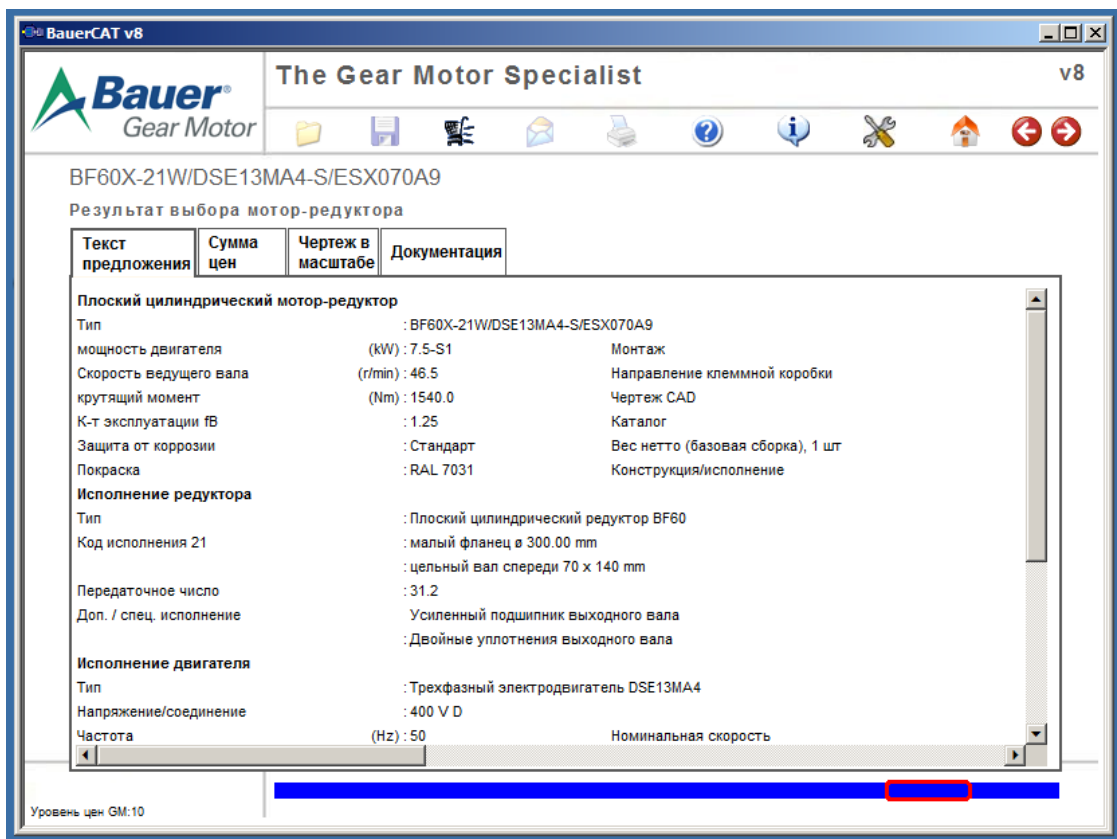 BauerCAT v8
Bauer®
Gear Motor
The Gear Motor Specialist
v8
BF60X-21W/DSE13MA4-S/ESX070A9
Результат выбора мотор-редуктора
Текст предложения
Сумма цен
Чертеж в масштабе
Документация
Плоский цилиндрический мотор-редуктор
Тип : BF60X-21W/DSE13MA4-S/ESX070A9
мощность двигателя (kW) : 7.5-S1 Монтаж
Скорость ведущего вала (r/min) : 46.5 Направление клеммной коробки
крутящий момент (Nm) : 1540.0 Чертеж CAD
К-т эксплуатации fB : 1.25 Каталог
Защита от коррозии : Стандарт Вес нетто (базовая сборка), 1 шт
Покраска : RAL 7031 Конструкция/исполнение
Исполнение редуктора
Тип : Плоский цилиндрический редуктор BF60
Код исполнения 21 : малый фланец ø 300.00 mm
: цельный вал спереди 70 x 140 mm
Передаточное число : 31.2
Доп. / спец. исполнение Усиленный подшипник выходного вала
: Двойные уплотнения выходного вала
Исполнение двигателя
Тип : Трехфазный электродвигатель DSE13MA4
Напряжение/соединение : 400 V D
Частота (Hz) : 50 Номинальная скорость
Уровень цен GM:10